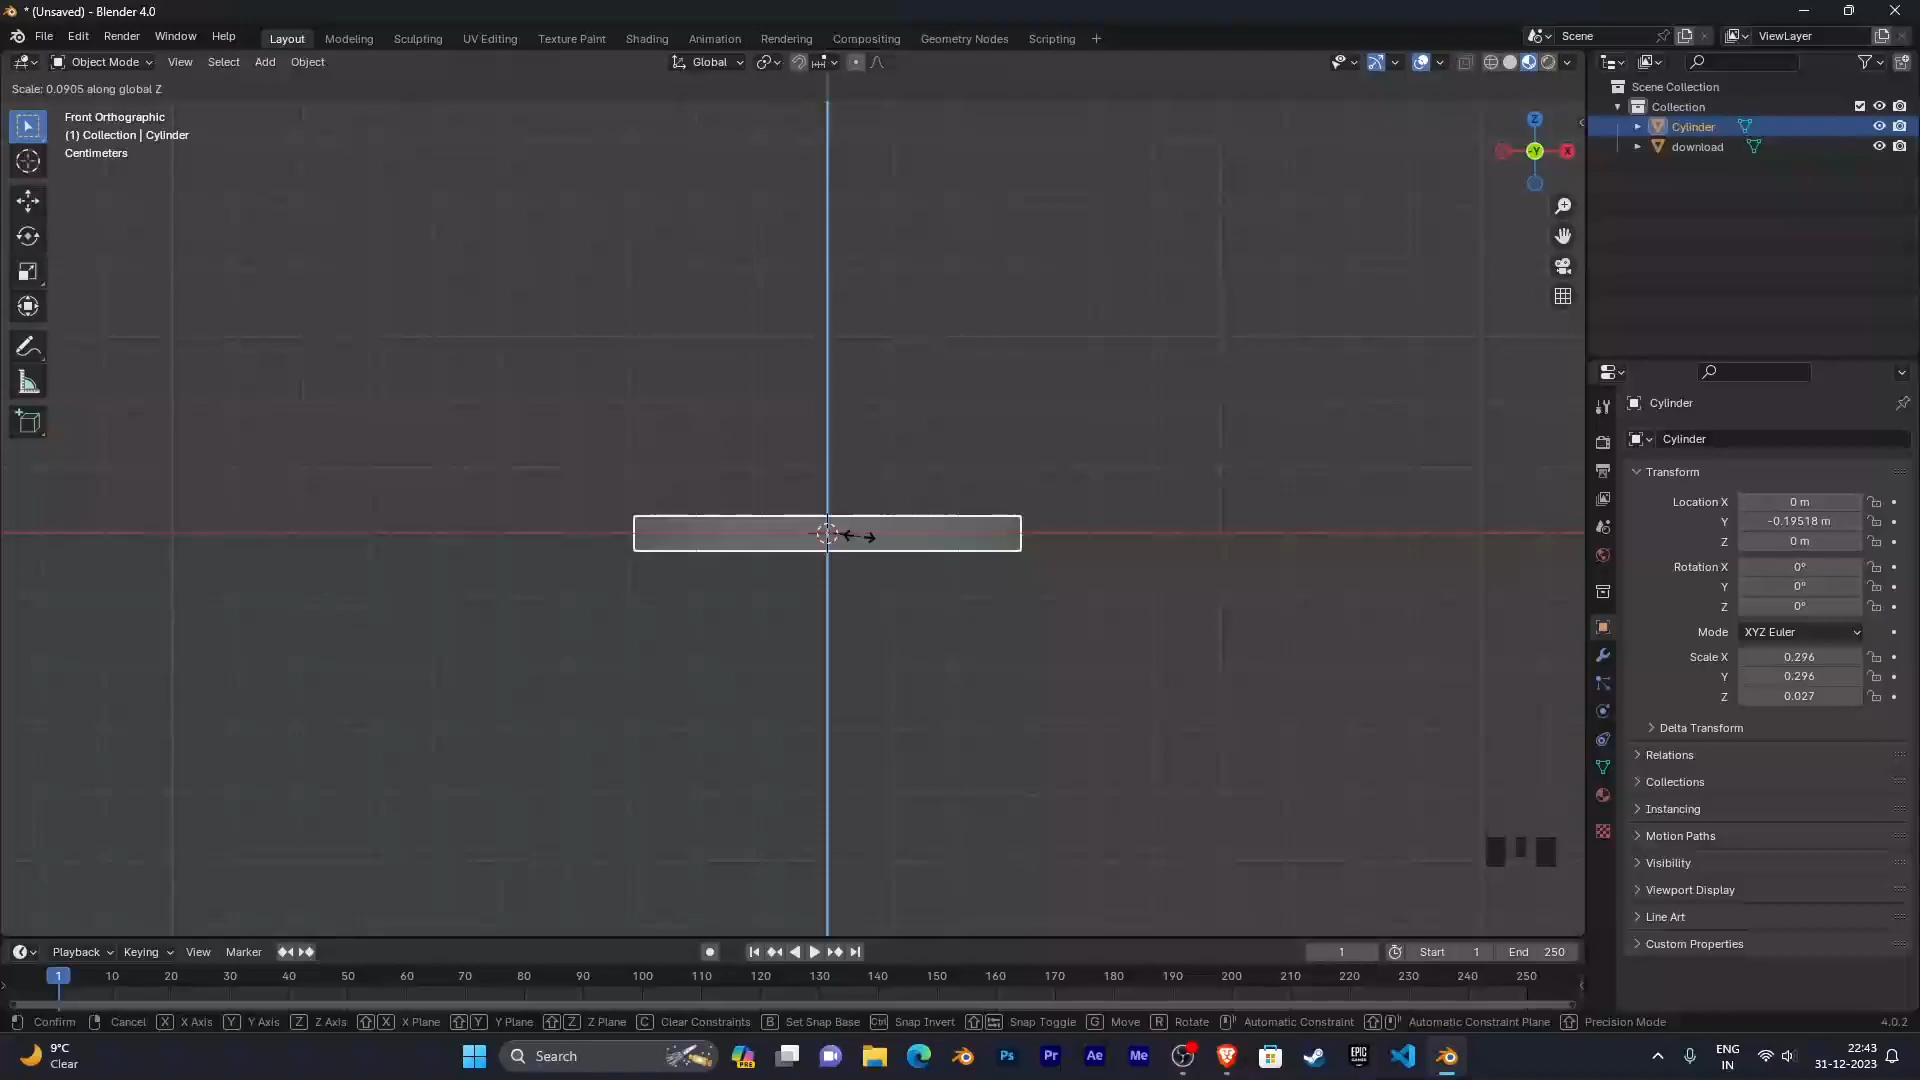 * (Unsaved) - Blender 4.0
File Edit Render Window Help
Layout Modeling Sculpting UV Editing Texture Paint Shading Animation Rendering Compositing Geometry Nodes Scripting +
Scene
ViewLayer
Object Mode View Select Add Object
Global
Scale: 0.0905 along global Z
Front Orthographic
(1) Collection | Cylinder
Centimeters
Z
-Y
X
Scene Collection
Collection
Cylinder
download
Cylinder
Cylinder
Transform
Location X 0 m
Y -0.19518 m
Z 0 m
Rotation X 0°
Y 0°
Z 0°
Mode XYZ Euler
Scale X 0.296
Y 0.296
Z 0.027
Delta Transform
Relations
Collections
Instancing
Motion Paths
Visibility
Viewport Display
Line Art
Custom Properties
Playback Keying View Marker
1 Start 1 End 250
1 10 20 30 40 50 60 70 80 90 100 110 120 130 140 150 160 170 180 190 200 210 220 230 240 250
Confirm Cancel X X Axis Y Y Axis Z Z Axis X X Plane Y Y Plane Z Z Plane C Clear Constraints B Set Snap Base Ctrl Snap Invert Snap Toggle G Move R Rotate Automatic Constraint Automatic Constraint Plane Precision Mode 4.0.2
9°C
Clear
Search
PRE
Ps
Pr
Ae
Me
EPIC GAMES
ENG
IN
22:43
31-12-2023